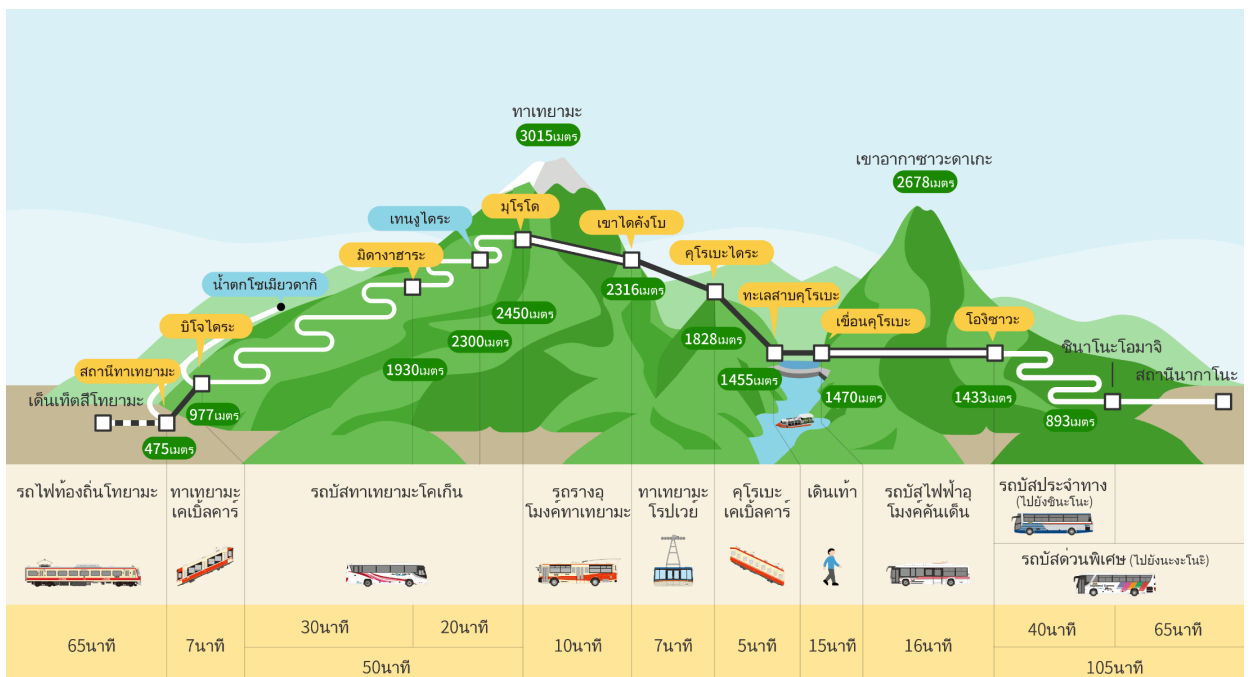 ทาเทยามะ
3015เมตร
เขาอากาซาวะดาเกะ
2678เมตร
มุโรโด
เทนงูไดระ
เขาไดคังโบ
มิดางาฮาระ
คุโรเบะไดระ
น้ำตกโชเมียวดากิ
2316เมตร
ทะเลสาบคุโรเบะ
2450เมตร
บิโจไดระ
เขื่อนคุโรเบะ
โองิซาวะ
2300เมตร
1828เมตร
ชินาโนะโอมาจิ
สถานีทาเทยามะ
1930เมตร
สถานีนากาโนะ
1455เมตร
เด็นเท็ตสึโทยามะ
1470เมตร
1433เมตร
977เมตร
893เมตร
475เมตร
รถไฟท้องถิ่นโทยามะ
ทาเทยามะ
เคเบิ้ลคาร์
รถบัสทาเทยามะโคเก็น
รถรางอุ
โมงค์ทาเทยามะ
ทาเทยามะ
โรปเวย์
คุโรเบะ
เคเบิ้ลคาร์
เดินเท้า
รถบัสไฟฟ้าอุ
โมงค์คันเด็น
รถบัสประจำทาง
(ไปยังชินะโนะ)
รถบัสด่วนพิเศษ (ไปยังนะงะโนะ)
65นาที
7นาที
30นาที
20นาที
50นาที
10นาที
7นาที
5นาที
15นาที
16นาที
40นาที
65นาที
105นาที